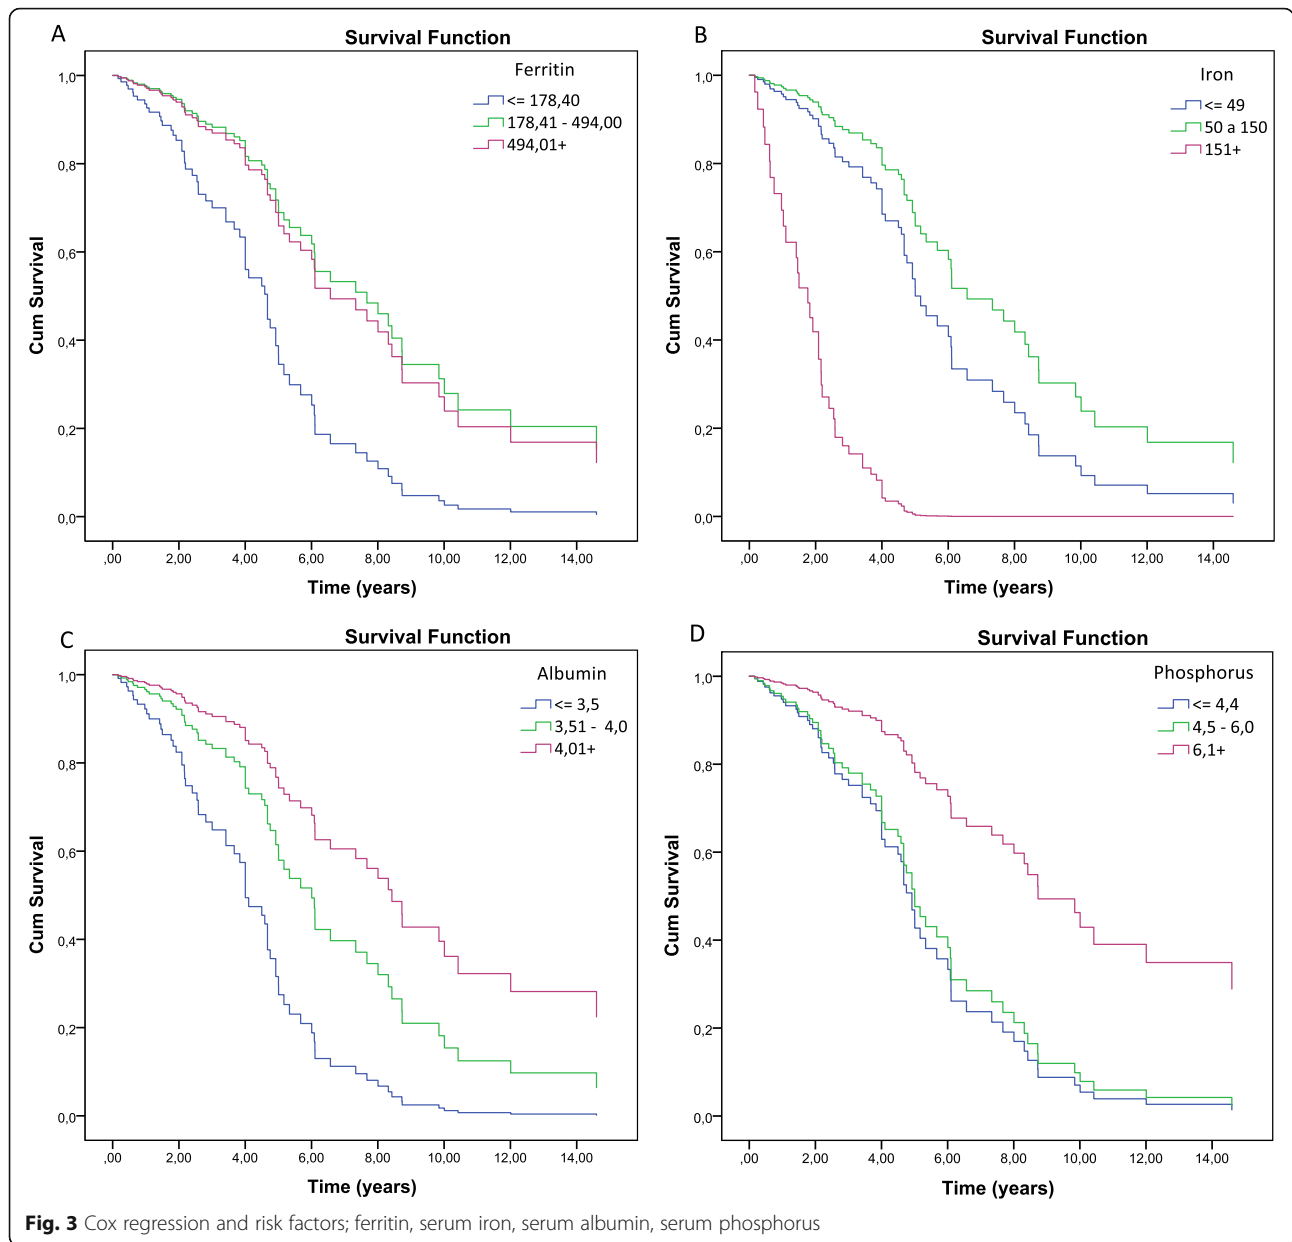 A
Survival Function
Ferritin
<= 178,40
178,41 - 494,00
494,01+
1,0
0,8
0,6
0,4
0,2
0,0
Cum Survival
,00 2,00 4,00 6,00 8,00 10,00 12,00 14,00
Time (years)
B
Survival Function
Iron
<= 49
50 a 150
151+
1,0
0,8
0,6
0,4
0,2
0,0
Cum Survival
,00 2,00 4,00 6,00 8,00 10,00 12,00 14,00
Time (years)
C
Survival Function
Albumin
<= 3,5
3,51 - 4,0
4,01+
1,0
0,8
0,6
0,4
0,2
0,0
Cum Survival
,00 2,00 4,00 6,00 8,00 10,00 12,00 14,00
Time (years)
D
Survival Function
Phosphorus
<= 4,4
4,5 - 6,0
6,1+
1,0
0,8
0,6
0,4
0,2
0,0
Cum Survival
,00 2,00 4,00 6,00 8,00 10,00 12,00 14,00
Time (years)
Fig. 3 Cox regression and risk factors; ferritin, serum iron, serum albumin, serum phosphorus